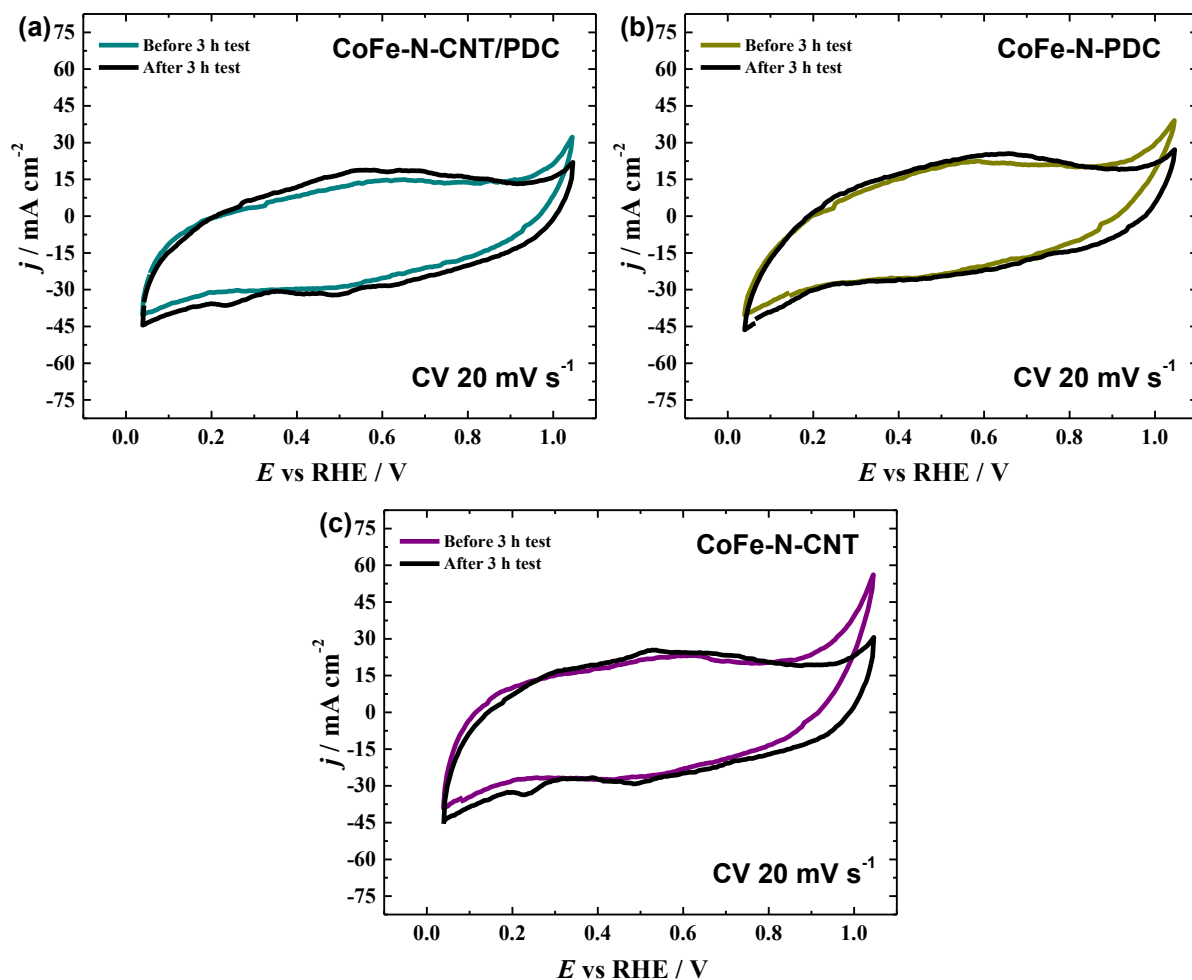 (a)
CoFe-N-CNT/PDC
Before 3 h test
After 3 h test
75
60
45
30
15
0
-15
-30
-45
-60
-75
j / mA cm⁻²
CV 20 mV s⁻¹
0.0 0.2 0.4 0.6 0.8 1.0
E vs RHE / V
(b)
CoFe-N-PDC
Before 3 h test
After 3 h test
75
60
45
30
15
0
-15
-30
-45
-60
-75
j / mA cm⁻²
CV 20 mV s⁻¹
0.0 0.2 0.4 0.6 0.8 1.0
E vs RHE / V
(c)
CoFe-N-CNT
Before 3 h test
After 3 h test
75
60
45
30
15
0
-15
-30
-45
-60
-75
j / mA cm⁻²
CV 20 mV s⁻¹
0.0 0.2 0.4 0.6 0.8 1.0
E vs RHE / V